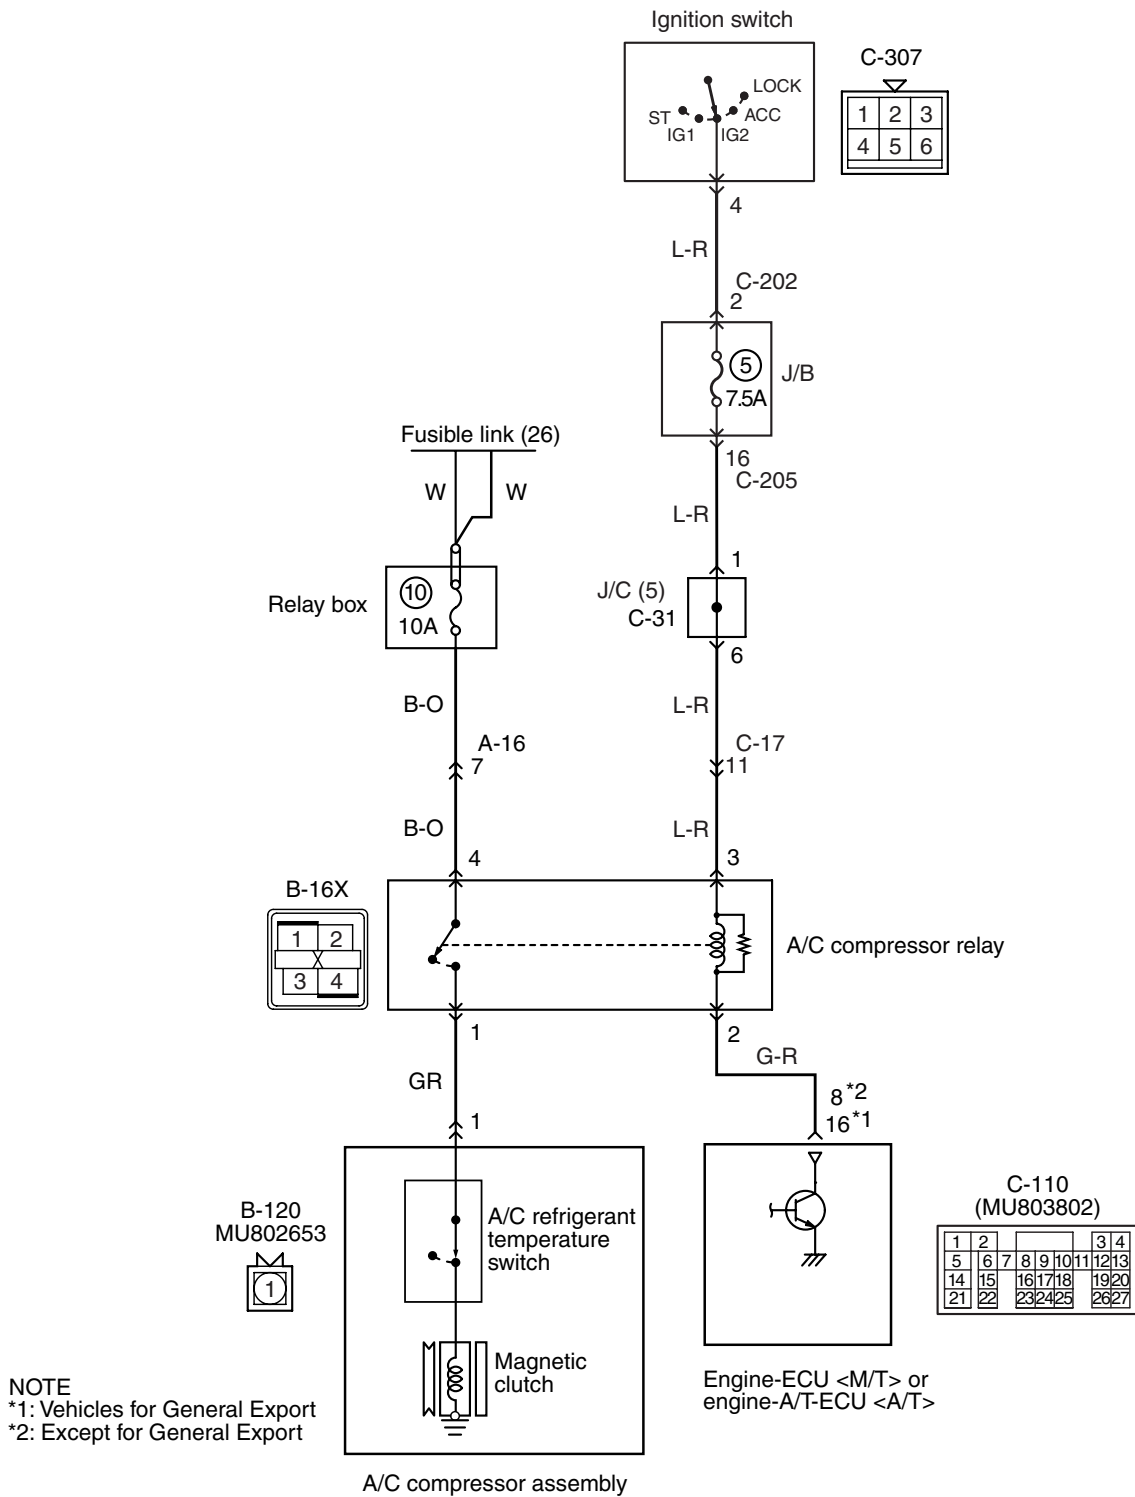 Ignition switch
C-307
LOCK
ST
ACC
IG1
IG2
1 2 3
4 5 6
4
L-R
C-202
2
5
7.5A
J/B
Fusible link (26)
16
C-205
W
W
L-R
1
J/C (5)
C-31
10
10A
Relay box
6
B-O
L-R
A-16
7
C-17
11
B-O
L-R
4
3
B-16X
1 2
X
3 4
A/C compressor relay
1
2
G-R
GR
8*2
16*1
1
B-120
MU802653
1
A/C refrigerant
temperature
switch
C-110
(MU803802)
1 2 3 4
5 6 7 8 9 10 11 12 13
14 15 16 17 18 19 20
21 22 23 24 25 26 27
Magnetic
clutch
Engine-ECU <M/T> or
engine-A/T-ECU <A/T>
NOTE
*1: Vehicles for General Export
*2: Except for General Export
A/C compressor assembly